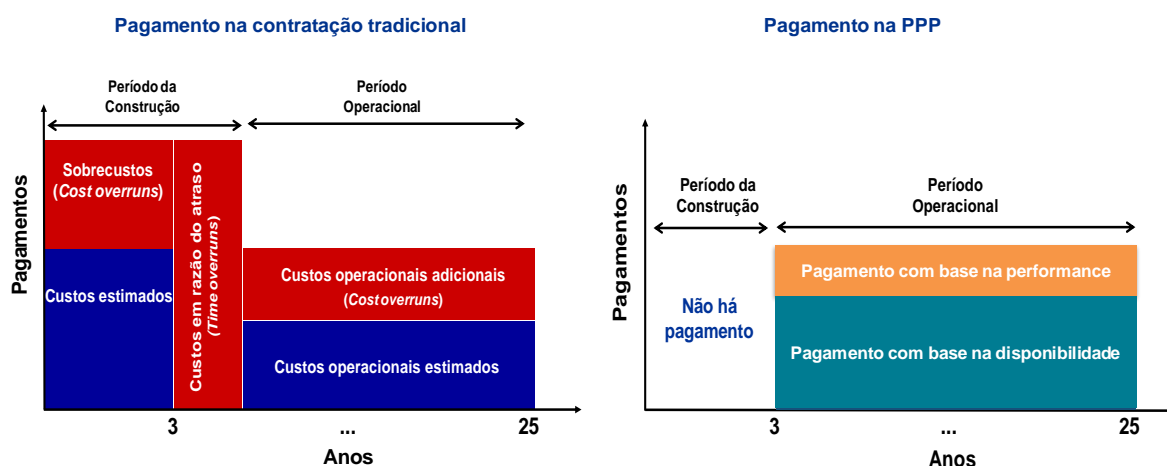 Pagamento na contratação tradicional
Período da
Construção
Período
Operacional
Pagamentos
Sobrecustos
(Cost overruns)
Custos estimados
Custos em razão do atraso
(Time overruns)
Custos operacionais adicionais
(Cost overruns)
Custos operacionais estimados
3
...
25
Anos
Pagamento na PPP
Período da
Construção
Período
Operacional
Pagamentos
Não há
pagamento
Pagamento com base na performance
Pagamento com base na disponibilidade
3
...
25
Anos